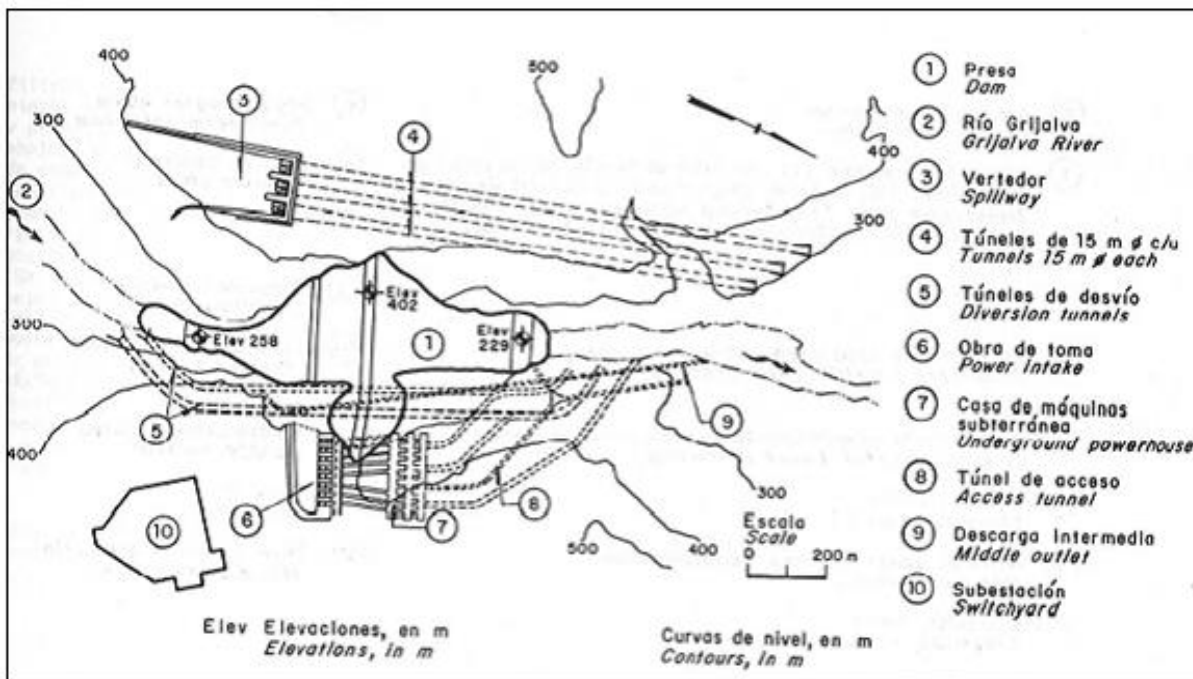 400
300
2
3
4
500
400
300
1 Presa
Dam
2 Río Grijalva
Grijalva River
3 Vertedor
Spillway
4 Túneles de 15 m ø c/u
Tunnels 15 m ø each
5 Túneles de desvío
Diversion tunnels
6 Obra de toma
Power Intake
7 Casa de máquinas
subterránea
Underground powerhouse
8 Túnel de acceso
Access tunnel
9 Descarga Intermedia
Middle outlet
10 Subestación
Switchyard
Elev
402
300
Elev 258
1
Elev
229
5
400
9
300
10
6
7
8
500
400
Escala
Scale
0 200 m
Elev Elevaciones, en m
Elevations, in m
Curvas de nivel, en m
Contours, in m